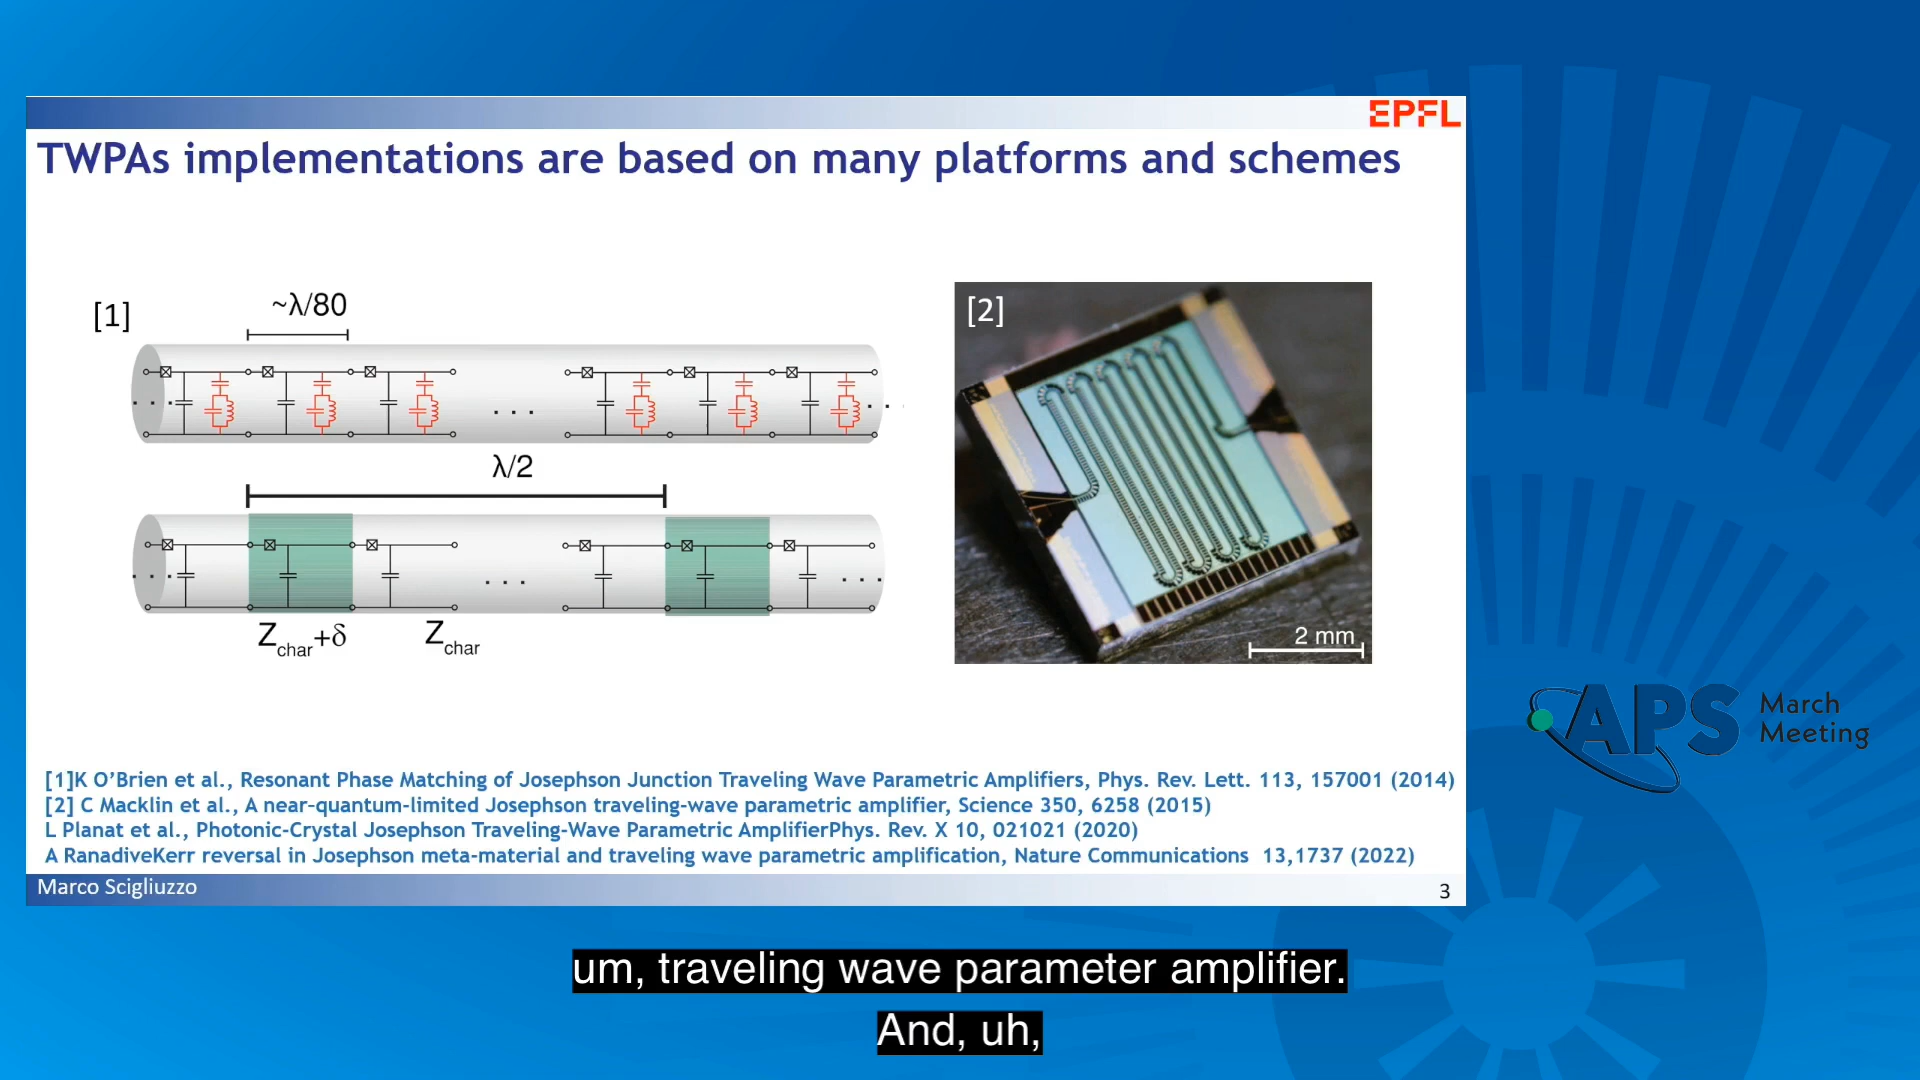 EPFL
TWPAs implementations are based on many platforms and schemes
[1]
~λ/80
λ/2
Zchar+δ
Zchar
[2]
2 mm
[1]K O’Brien et al., Resonant Phase Matching of Josephson Junction Traveling Wave Parametric Amplifiers, Phys. Rev. Lett. 113, 157001 (2014)
[2] C Macklin et al., A near-quantum-limited Josephson traveling-wave parametric amplifier, Science 350, 6258 (2015)
L Planat et al., Photonic-Crystal Josephson Traveling-Wave Parametric AmplifierPhys. Rev. X 10, 021021 (2020)
A RanadiveKerr reversal in Josephson meta-material and traveling wave parametric amplification, Nature Communications 13,1737 (2022)
Marco Scigliuzzo
3
APS
March
Meeting
um, traveling wave parameter amplifier.
And, uh,